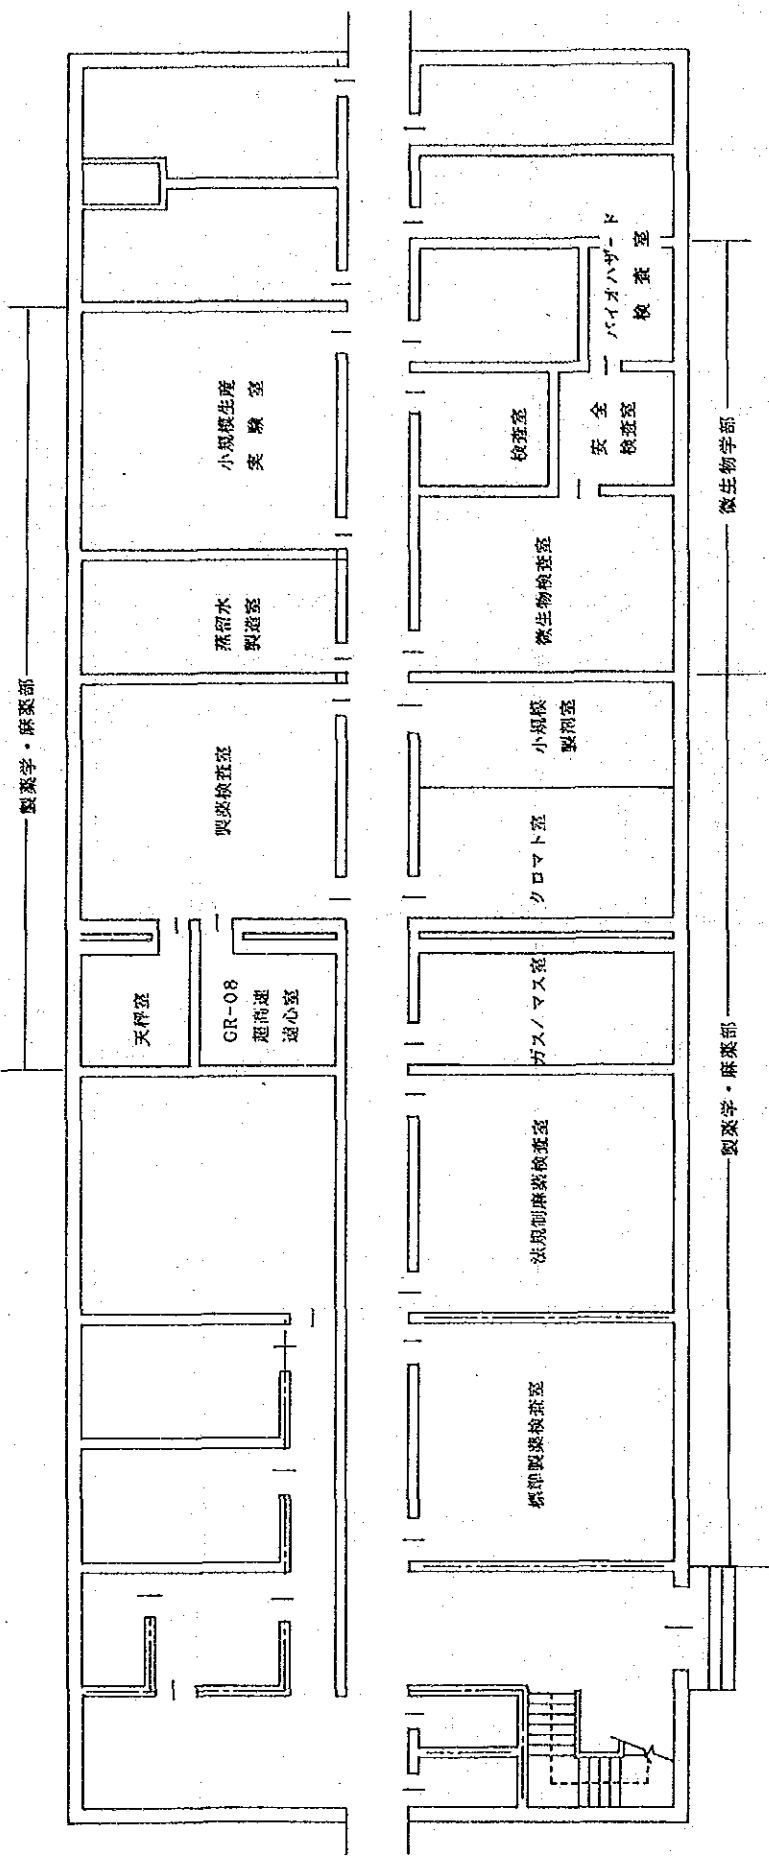 製薬学・麻薬部
天秤室
CR-08
超高速
遠心室
製薬検査室
蒸留水
製造室
小規模生産
実験室
標準製薬検査室
法規制麻薬検査室
ガス/マス室
クロマト室
小規模
製剤室
微生物検査室
検査室
安全
検査室
バイオハザード
検査室
製薬学・麻薬部
微生物学部